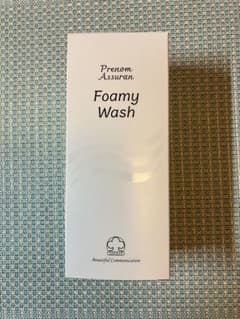 Prenom
Assuran
Foamy
Wash
Beautiful Communication